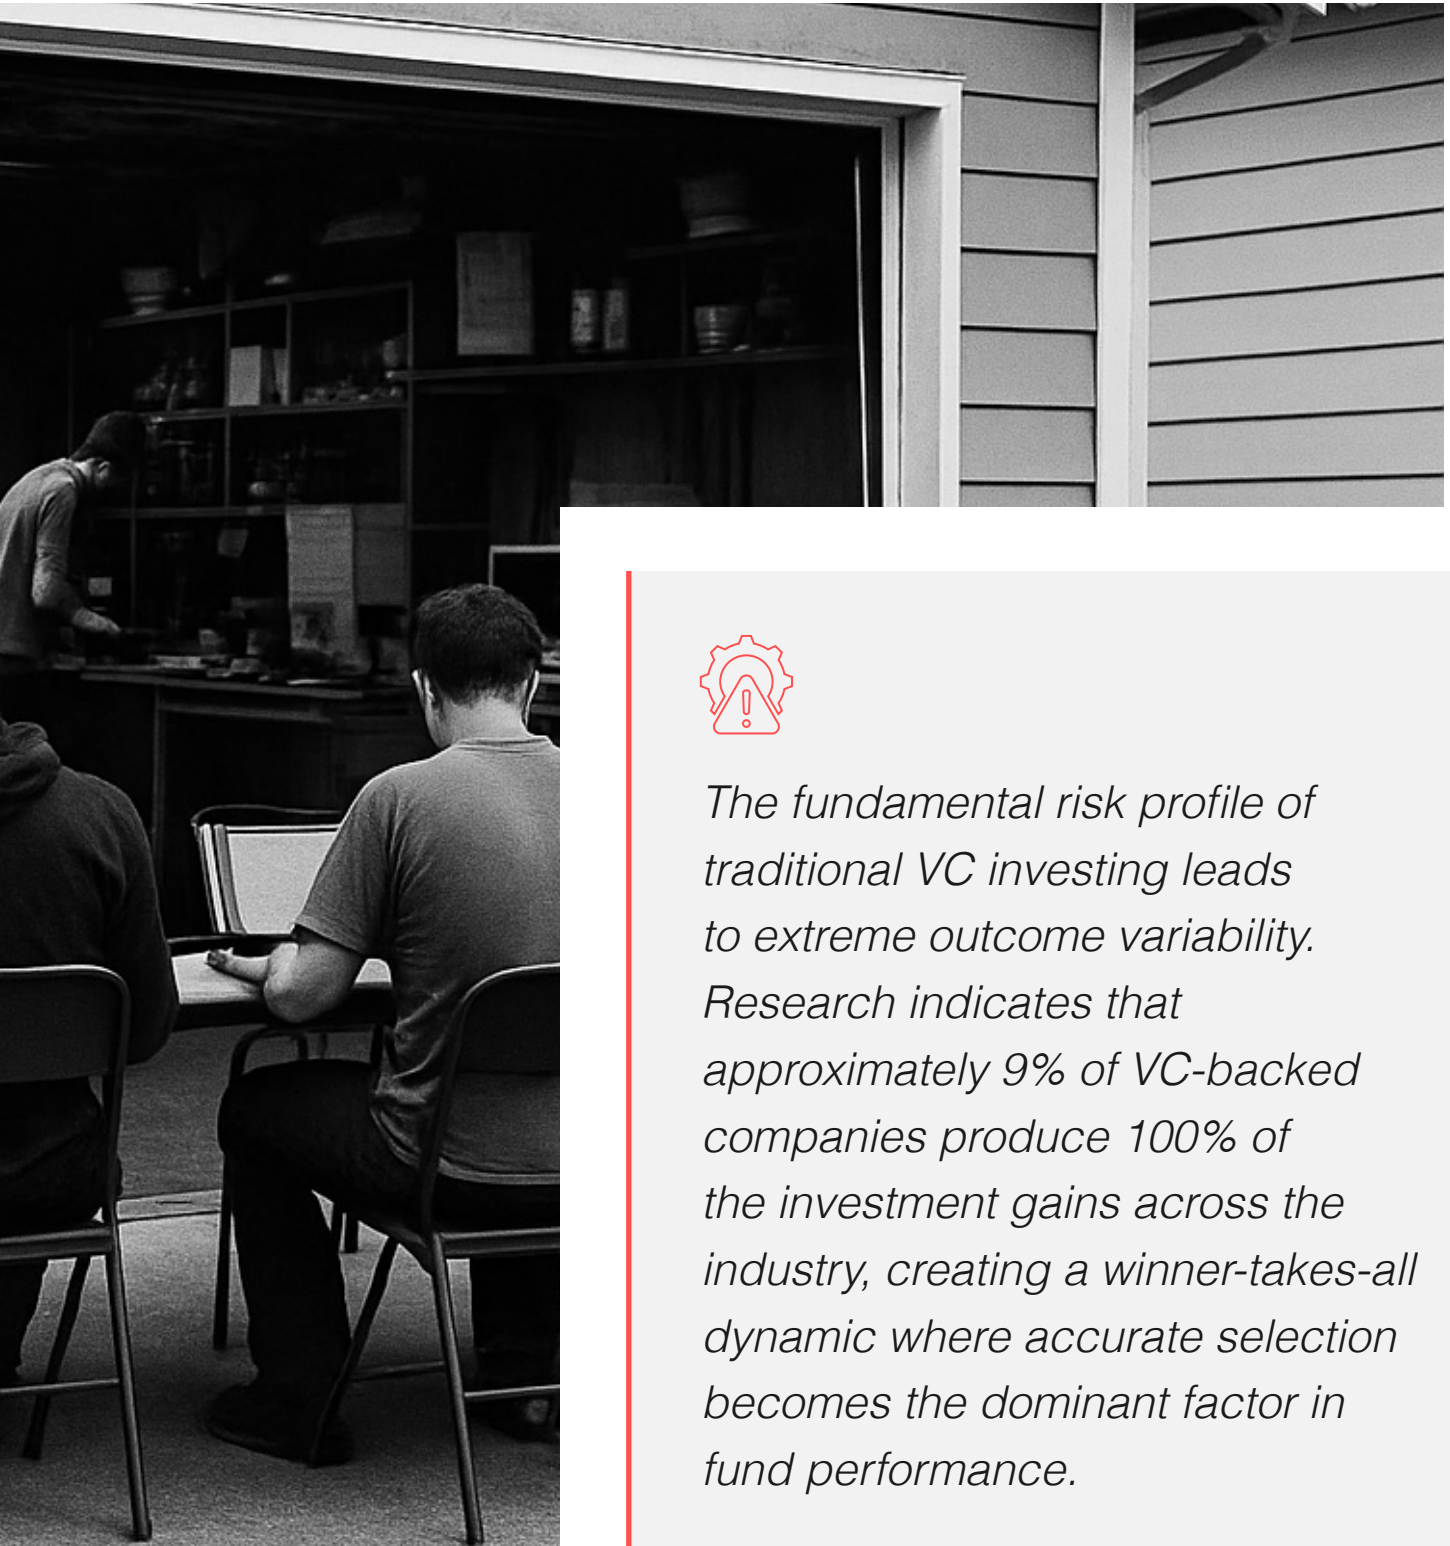 The fundamental risk profile of
traditional VC investing leads
to extreme outcome variability.
Research indicates that
approximately 9% of VC-backed
companies produce 100% of
the investment gains across the
industry, creating a winner-takes-all
dynamic where accurate selection
becomes the dominant factor in
fund performance.